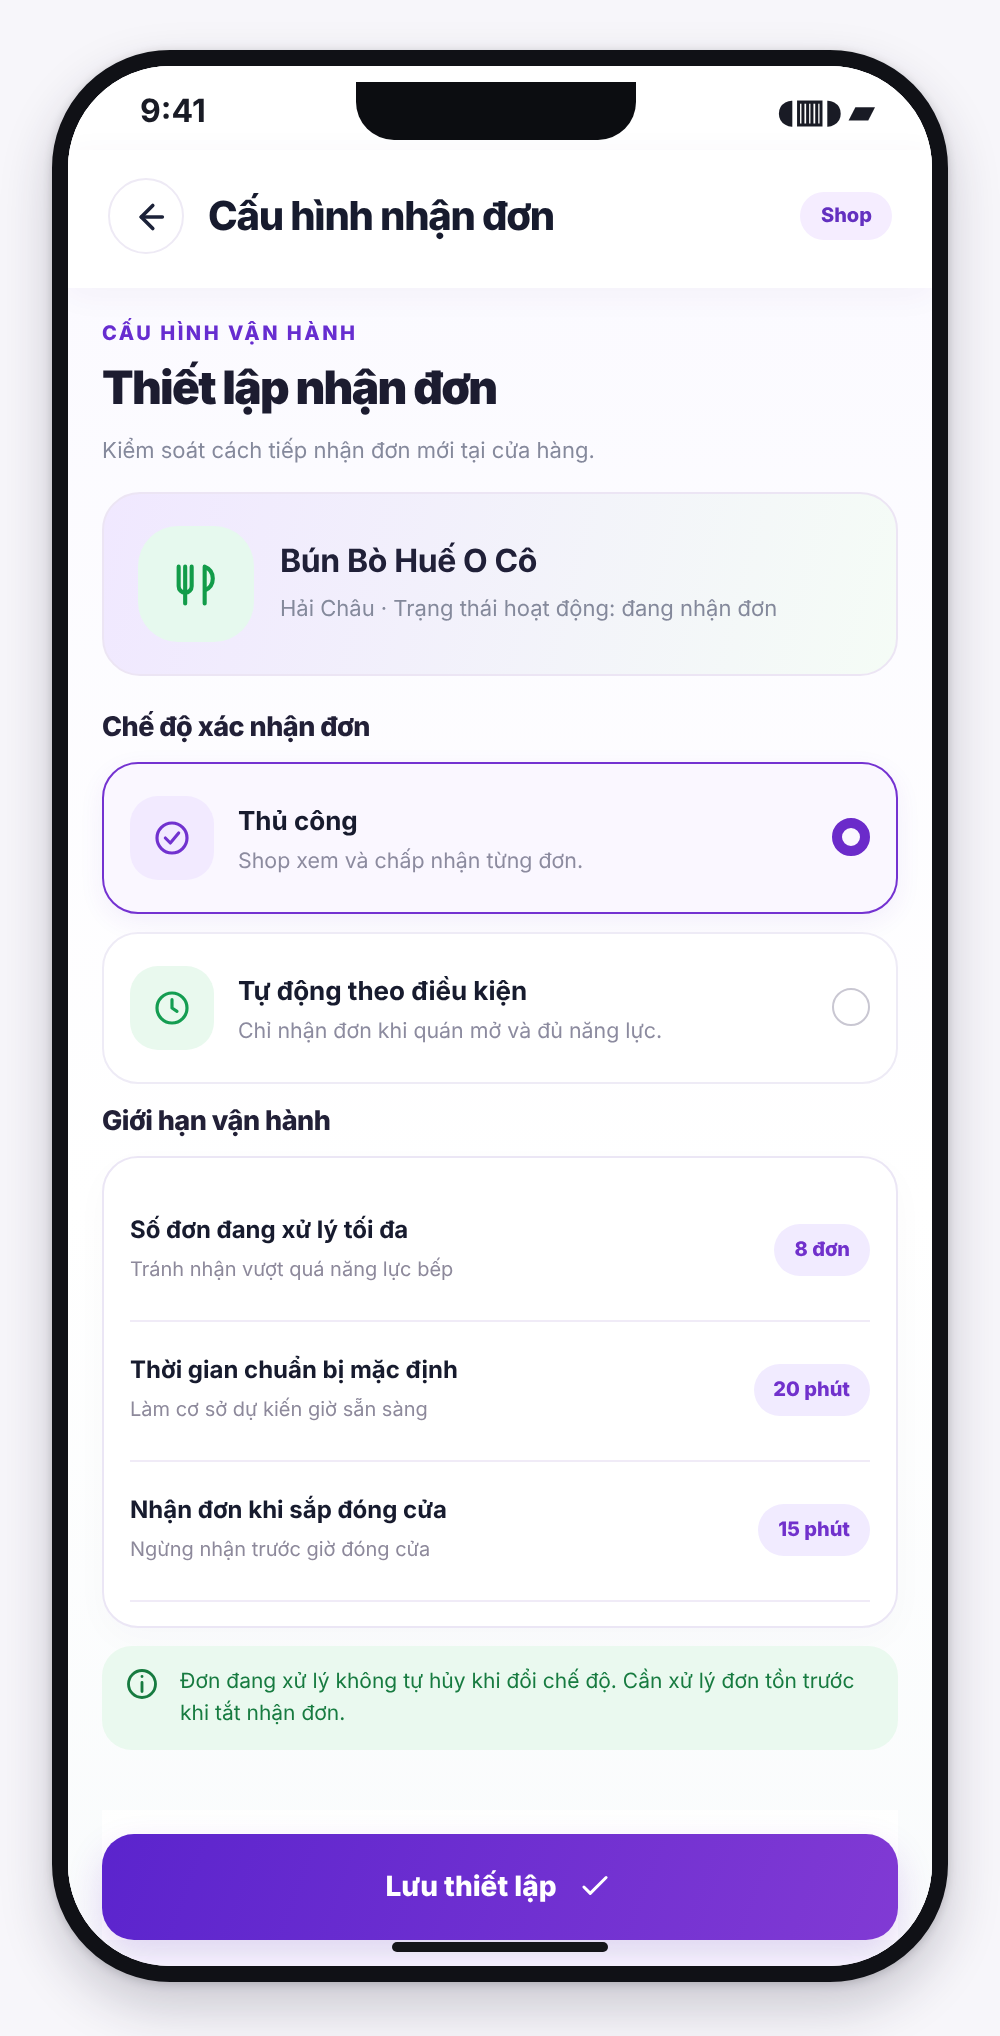 9:41
Cấu hình nhận đơn
Shop
CẤU HÌNH VẬN HÀNH
Thiết lập nhận đơn
Kiểm soát cách tiếp nhận đơn mới tại cửa hàng.
Bún Bò Huế O Cô
Hải Châu · Trạng thái hoạt động: đang nhận đơn
Chế độ xác nhận đơn
Thủ công
Shop xem và chấp nhận từng đơn.
Tự động theo điều kiện
Chỉ nhận đơn khi quán mở và đủ năng lực.
Giới hạn vận hành
Số đơn đang xử lý tối đa
8 đơn
Tránh nhận vượt quá năng lực bếp
Thời gian chuẩn bị mặc định
20 phút
Làm cơ sở dự kiến giờ sẵn sàng
Nhận đơn khi sắp đóng cửa
15 phút
Ngừng nhận trước giờ đóng cửa
Đơn đang xử lý không tự hủy khi đổi chế độ. Cần xử lý đơn tồn trước
khi tắt nhận đơn.
Lưu thiết lập